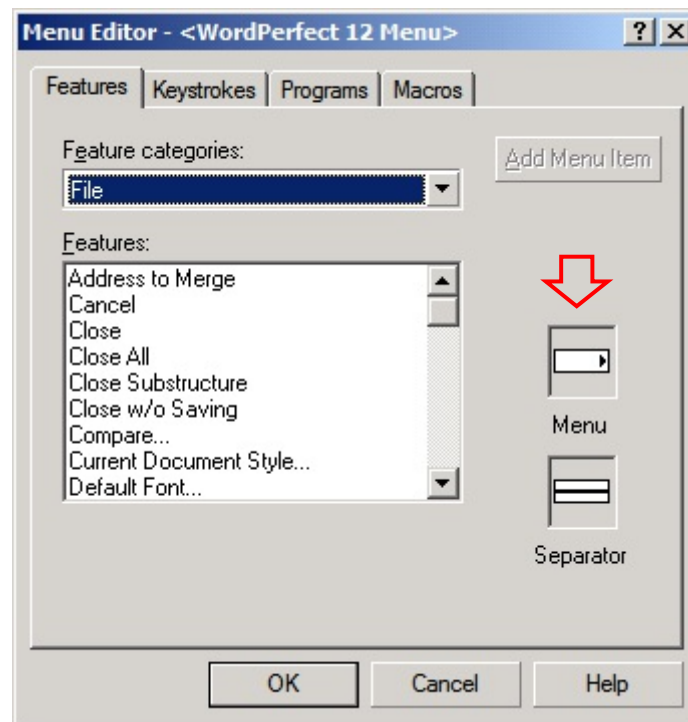 Menu Editor - <WordPerfect 12 Menu>
Features Keystrokes Programs Macros
Feature categories:
Add Menu Item
File
Features:
Address to Merge
Cancel
Close
Close All
Close Substructure
Close w/o Saving
Compare...
Current Document Style...
Default Font...
Menu
Separator
OK Cancel Help